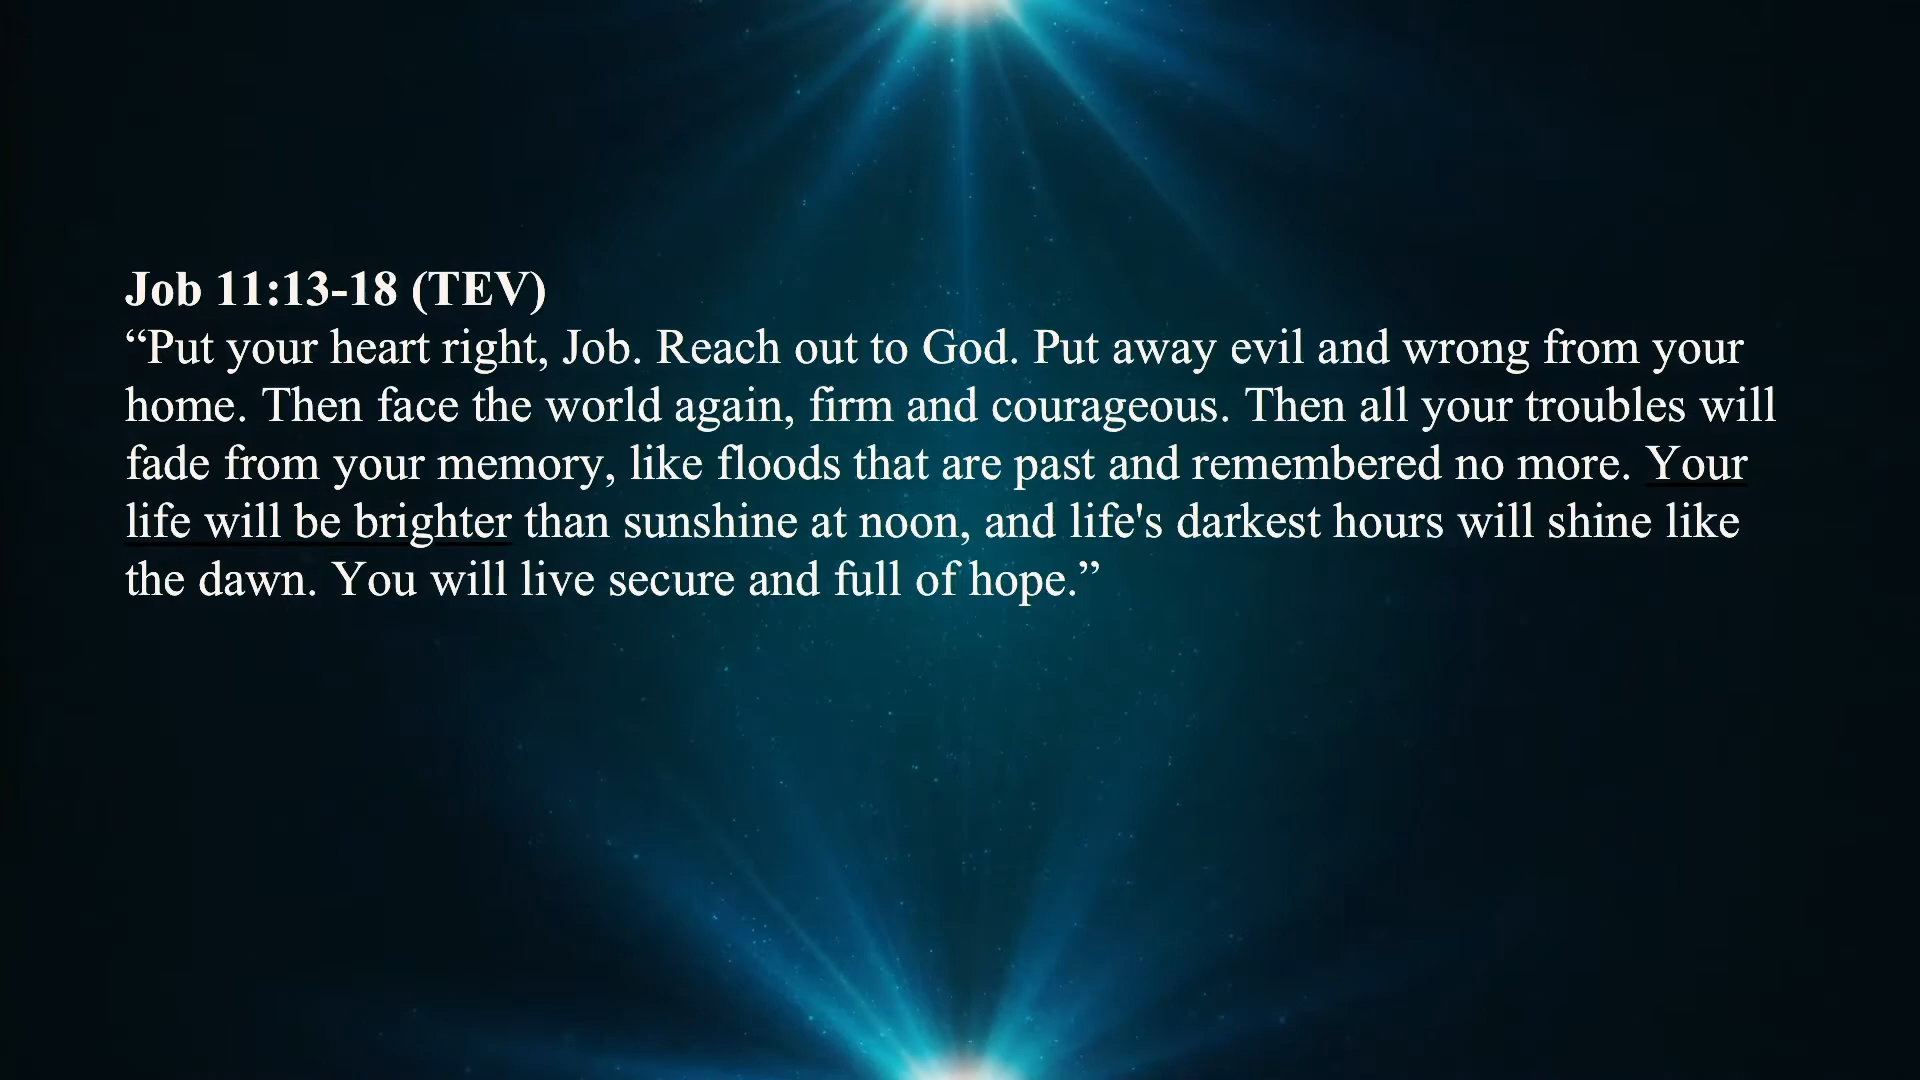 Job 11:13-18 (TEV)
“Put your heart right, Job. Reach out to God. Put away evil and wrong from your
home. Then face the world again, firm and courageous. Then all your troubles will
fade from your memory, like floods that are past and remembered no more. Your
life will be brighter than sunshine at noon, and life's darkest hours will shine like
the dawn. You will live secure and full of hope.”